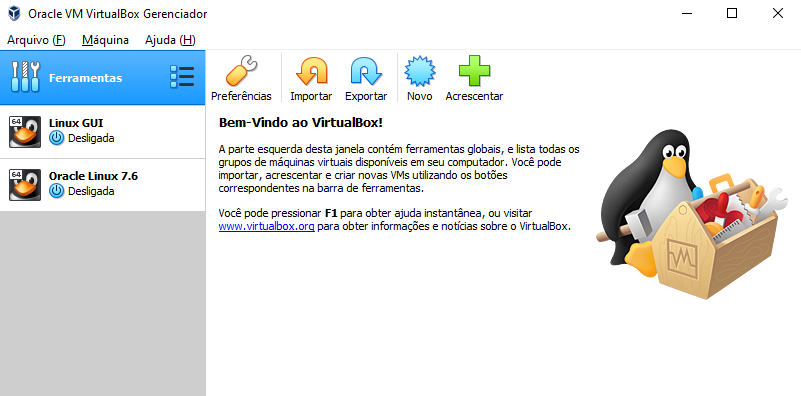 Oracle VM VirtualBox Gerenciador
Arquivo (F) Máquina Ajuda (H)
Ferramentas
Preferências Importar Exportar Novo Acrescentar
64
Linux GUI
Desligada
64
Oracle Linux 7.6
Desligada
Bem-Vindo ao VirtualBox!
A parte esquerda desta janela contém ferramentas globais, e lista todas os
grupos de máquinas virtuais disponíveis em seu computador. Você pode
importar, acrescentar e criar novas VMs utilizando os botões
correspondentes na barra de ferramentas.
Você pode pressionar F1 para obter ajuda instantânea, ou visitar
www.virtualbox.org para obter informações e notícias sobre o VirtualBox.